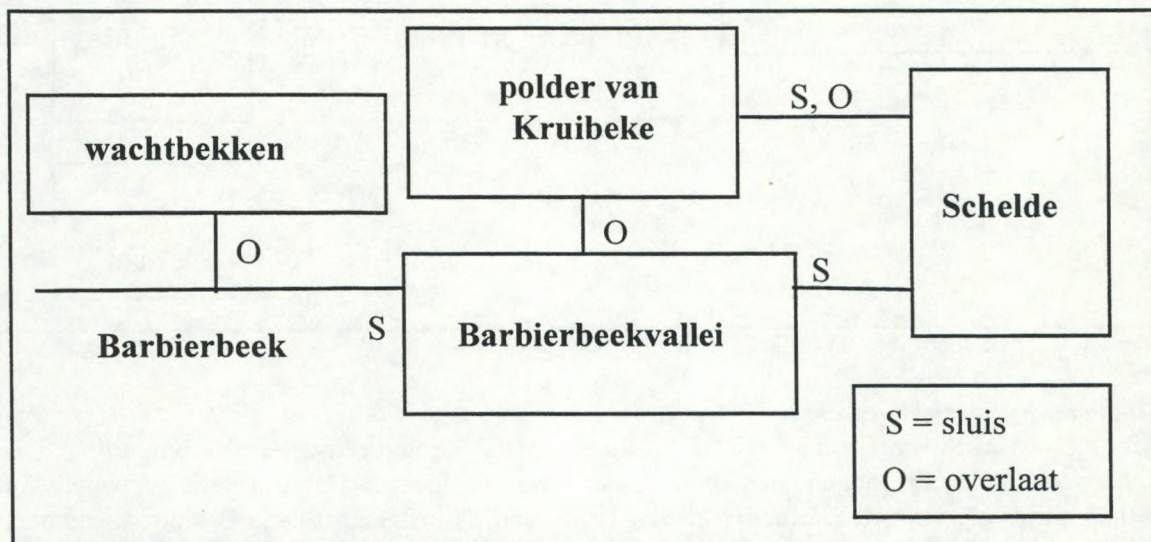 polder van
Kruibeke
S, O
wachtbekken
Schelde
O
O
S
Barbierbeek
S
Barbierbeekvallei
S = sluis
O = overlaat